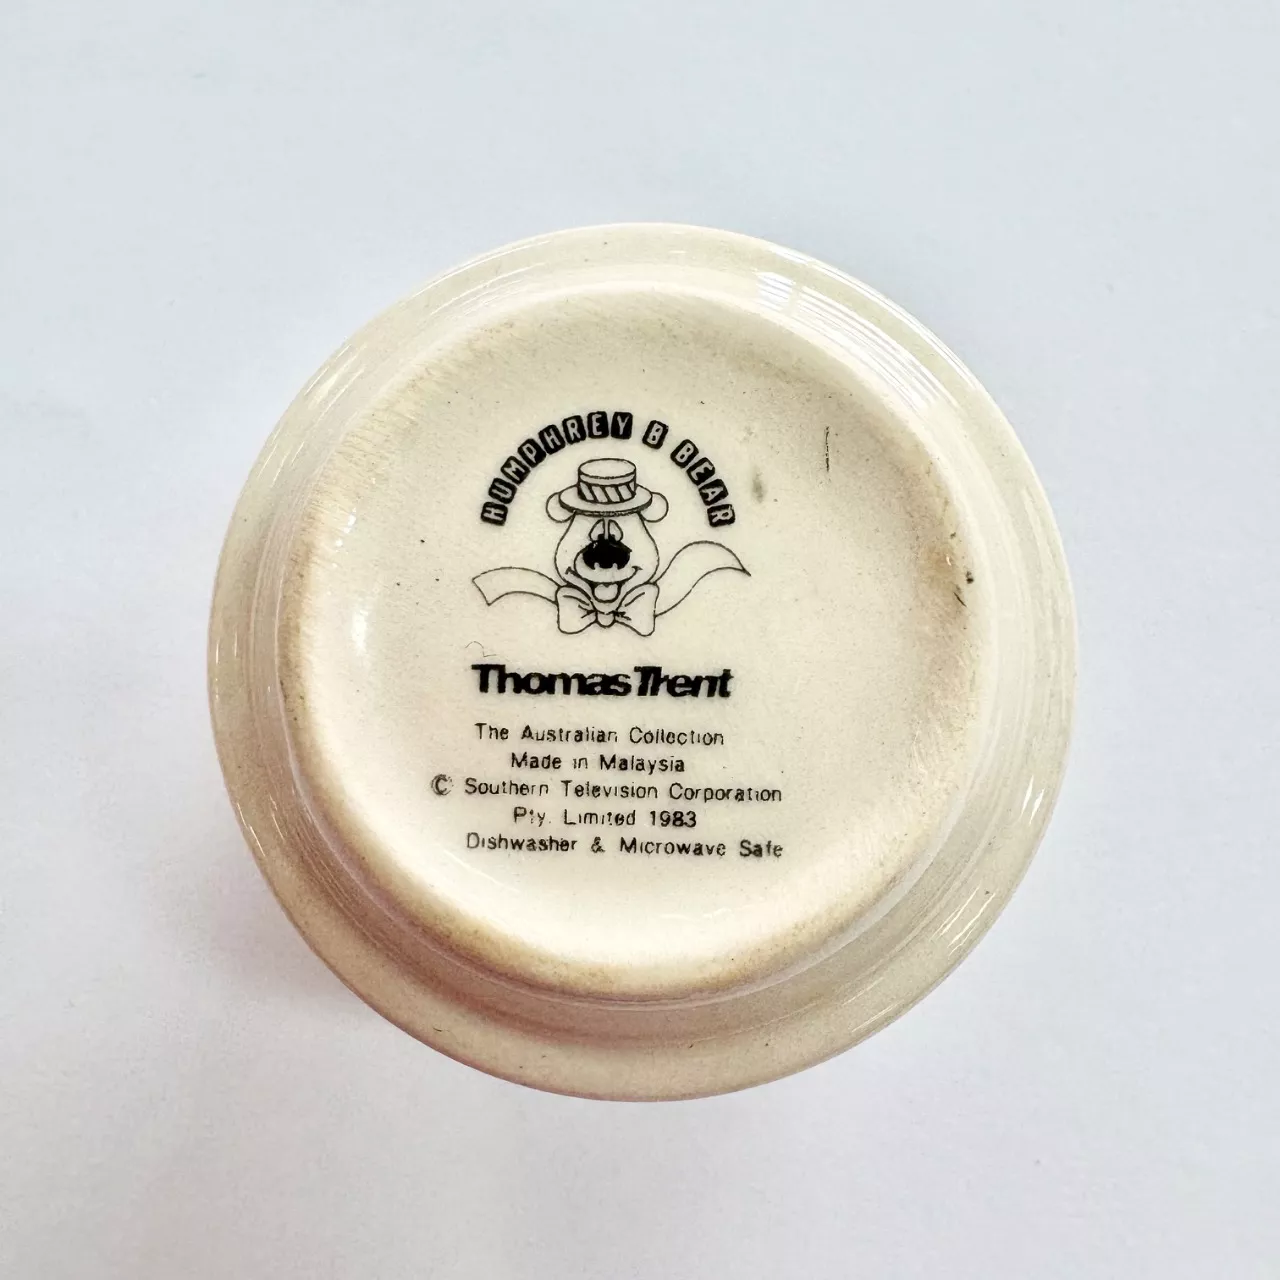 HUMPHREY B BEAR
Thomas Trent
The Australian Collection
Made in Malaysia
© Southern Television Corporation
Pty. Limited 1983
Dishwasher & Microwave Safe